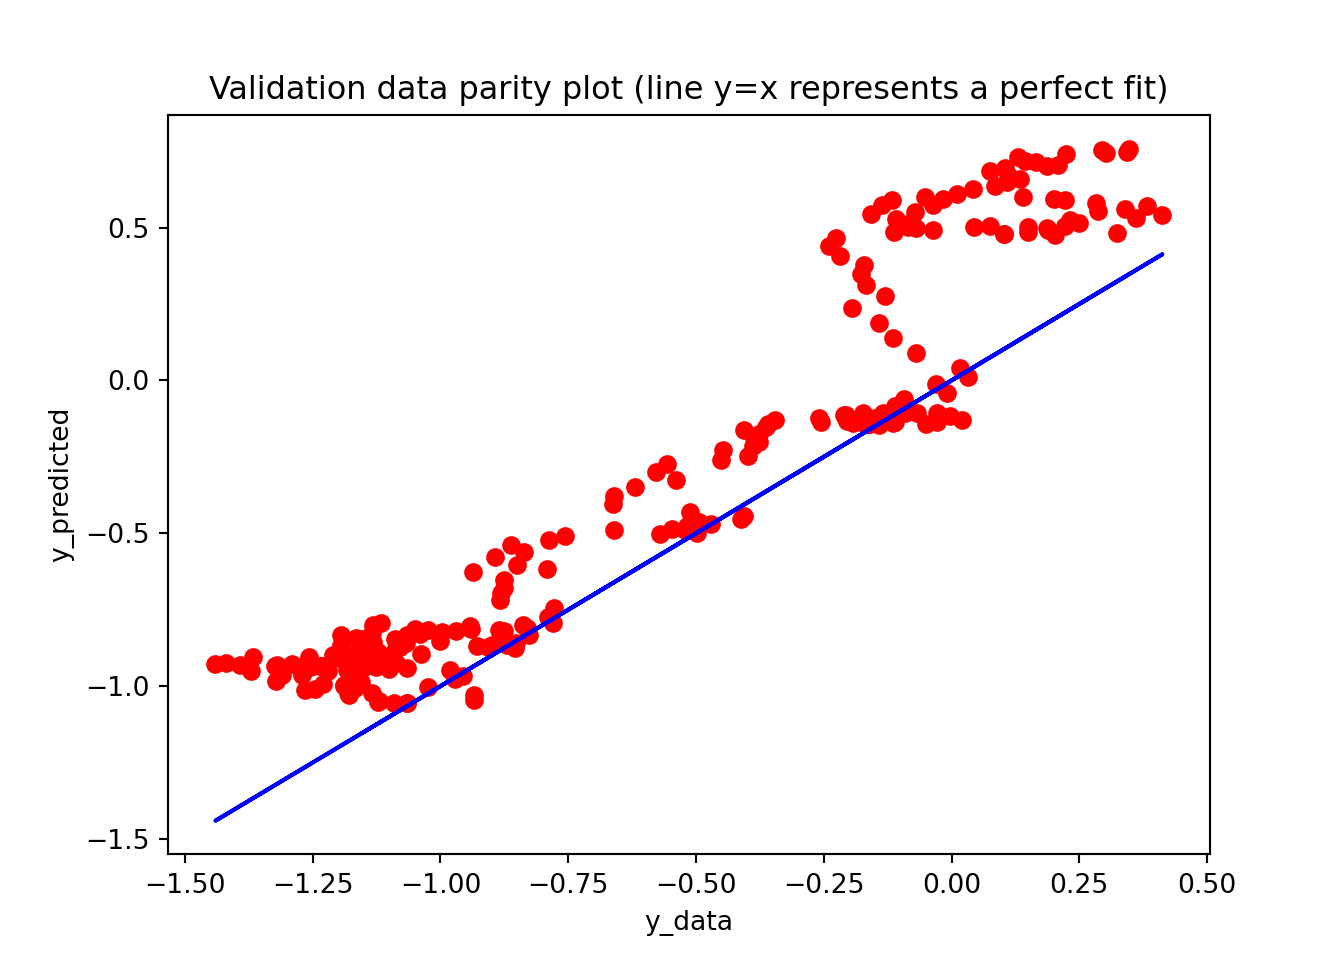 Validation data parity plot (line y=x represents a perfect fit)
y_predicted
0.5
0.0
−0.5
−1.0
−1.5
−1.50 −1.25 −1.00 −0.75 −0.50 −0.25 0.00 0.25 0.50
y_data